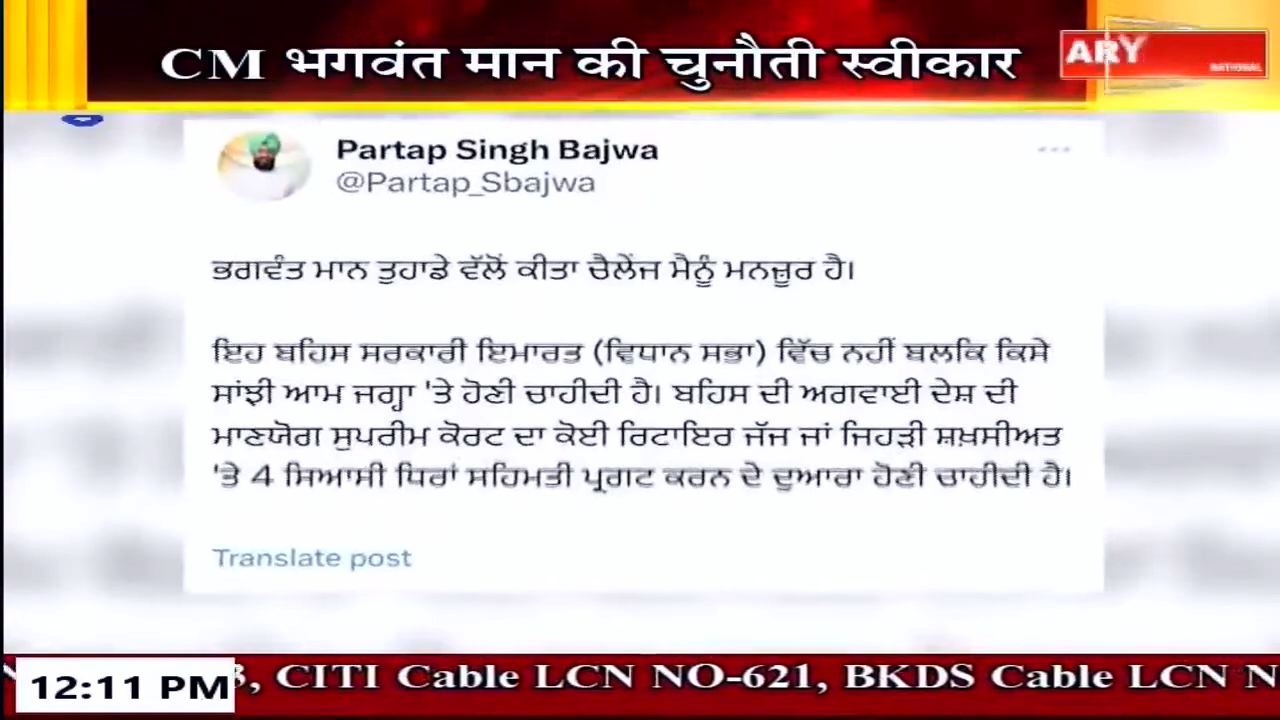 CM भगवंत मान की चुनौती स्वीकार
ARY
NATIONAL
Partap Singh Bajwa
@Partap_Sbajwa
ਭਗਵੰਤ ਮਾਨ ਤੁਹਾਡੇ ਵੱਲੋਂ ਕੀਤਾ ਚੈਲੇਂਜ ਮੈਨੂੰ ਮਨਜ਼ੂਰ ਹੈ।
ਇਹ ਬਹਿਸ ਸਰਕਾਰੀ ਇਮਾਰਤ (ਵਿਧਾਨ ਸਭਾ) ਵਿੱਚ ਨਹੀਂ ਬਲਕਿ ਕਿਸੇ
ਸਾਂਝੀ ਆਮ ਜਗ੍ਹਾ 'ਤੇ ਹੋਣੀ ਚਾਹੀਦੀ ਹੈ। ਬਹਿਸ ਦੀ ਅਗਵਾਈ ਦੇਸ਼ ਦੀ
ਮਾਣਯੋਗ ਸੁਪਰੀਮ ਕੋਰਟ ਦਾ ਕੋਈ ਰਿਟਾਇਰ ਜੱਜ ਜਾਂ ਜਿਹੜੀ ਸ਼ਖ਼ਸੀਅਤ
'ਤੇ 4 ਸਿਆਸੀ ਧਿਰਾਂ ਸਹਿਮਤੀ ਪ੍ਰਗਟ ਕਰਨ ਦੇ ਦੁਆਰਾ ਹੋਣੀ ਚਾਹੀਦੀ ਹੈ।
Translate post
12:11 PM 3, CITI Cable LCN NO-621, BKDS Cable LCN N